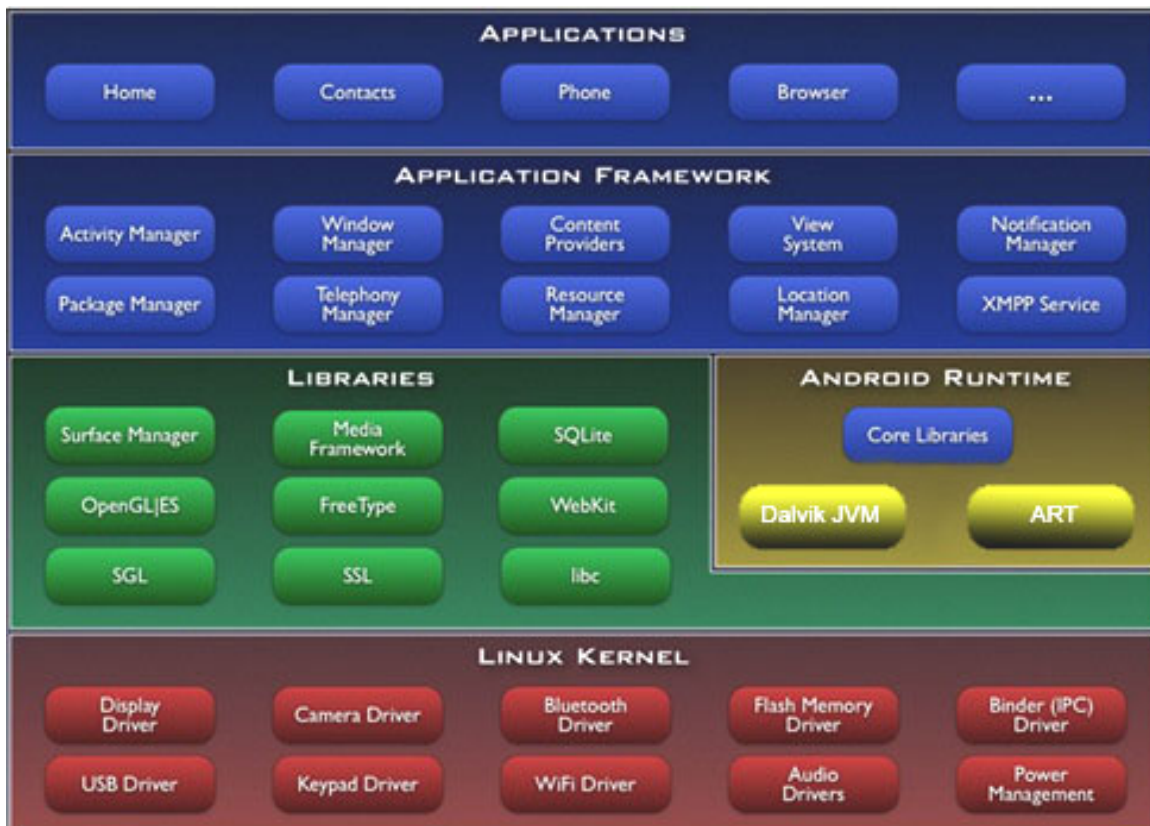 APPLICATIONS
Home
Contacts
Phone
Browser
...
APPLICATION FRAMEWORK
Activity Manager
Window
Manager
Content
Providers
View
System
Notification
Manager
Package Manager
Telephony
Manager
Resource
Manager
Location
Manager
XMPP Service
LIBRARIES
Surface Manager
Media
Framework
SQLite
OpenGL|ES
FreeType
WebKit
SGL
SSL
libc
ANDROID RUNTIME
Core Libraries
Dalvik JVM
ART
LINUX KERNEL
Display
Driver
Camera Driver
Bluetooth
Driver
Flash Memory
Driver
Binder (IPC)
Driver
USB Driver
Keypad Driver
WiFi Driver
Audio
Drivers
Power
Management